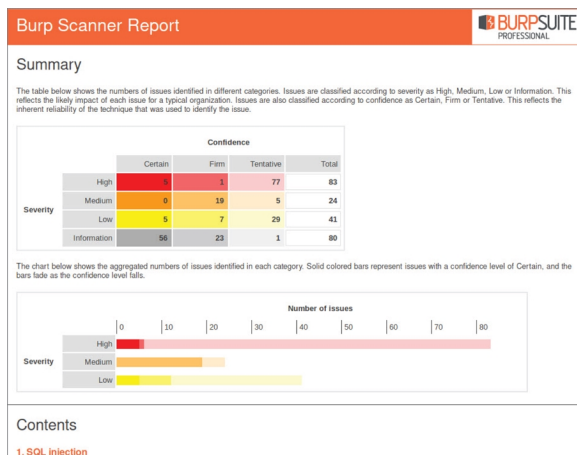 Burp Scanner Report
BURPSUITE
PROFESSIONAL
Summary
The table below shows the numbers of issues identified in different categories. Issues are classified according to severity as High, Medium, Low or Information. This
reflects the likely impact of each issue for a typical organization. Issues are also classified according to confidence as Certain, Firm or Tentative. This reflects the
inherent reliability of the technique that was used to identify the issue.
Confidence
Certain Firm Tentative Total
High 5 1 77 83
Medium 0 19 5 24
Severity
Low 5 7 29 41
Information 56 23 1 80
The chart below shows the aggregated numbers of issues identified in each category. Solid colored bars represent issues with a confidence level of Certain, and the
bars fade as the confidence level falls.
Number of issues
0 10 20 30 40 50 60 70 80
High
Severity Medium
Low
Contents
1. SQL injection